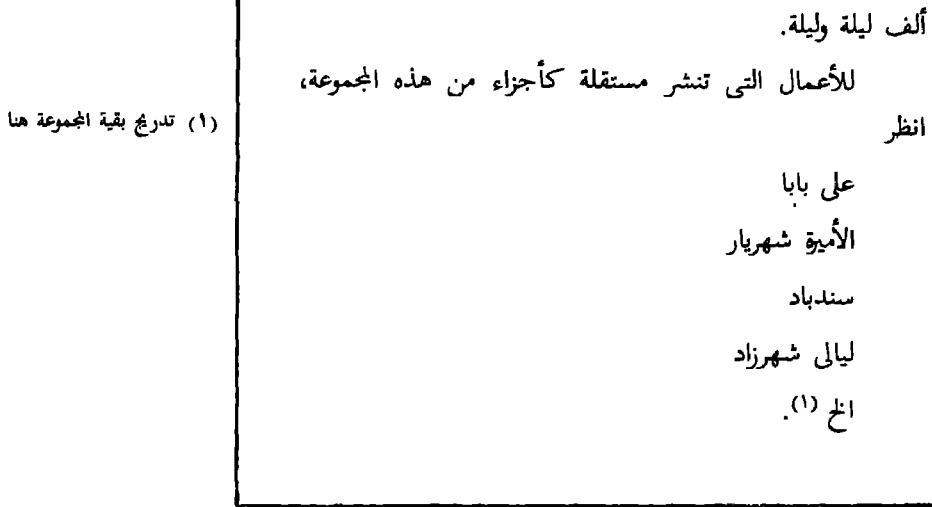 ألف ليلة وليلة.
للأعمال التى تنشر مستقلة كأجزاء من هذه المجموعة،
انظر
على بابا
الأميرة شهريار
سندباد
ليالى شهرزاد
الخ (١).
(١) تدريج بقية المجموعة هنا